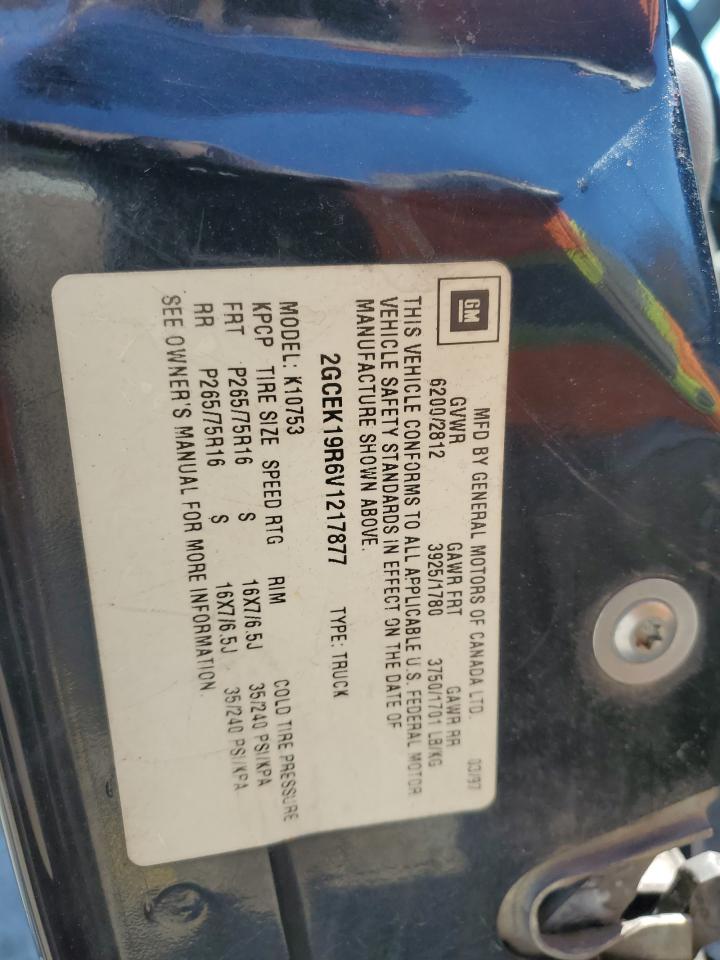 GM
MFD BY GENERAL MOTORS OF CANADA LTD. 03/97
GVWR GAWR FRT GAWR RR
6200/2812 3925/1780 3750/1701 LB/KG
THIS VEHICLE CONFORMS TO ALL APPLICABLE U.S. FEDERAL MOTOR
VEHICLE SAFETY STANDARDS IN EFFECT ON THE DATE OF
MANUFACTURE SHOWN ABOVE.
2GCEK19R6V1217877 TYPE: TRUCK
MODEL: K10753
KPCP TIRE SIZE SPEED RTG RIM COLD TIRE PRESSURE
FRT P265/75R16 S 16X7/6.5J 35/240 PSI/KPA
RR P265/75R16 S 16X7/6.5J 35/240 PSI/KPA
SEE OWNER'S MANUAL FOR MORE INFORMATION.